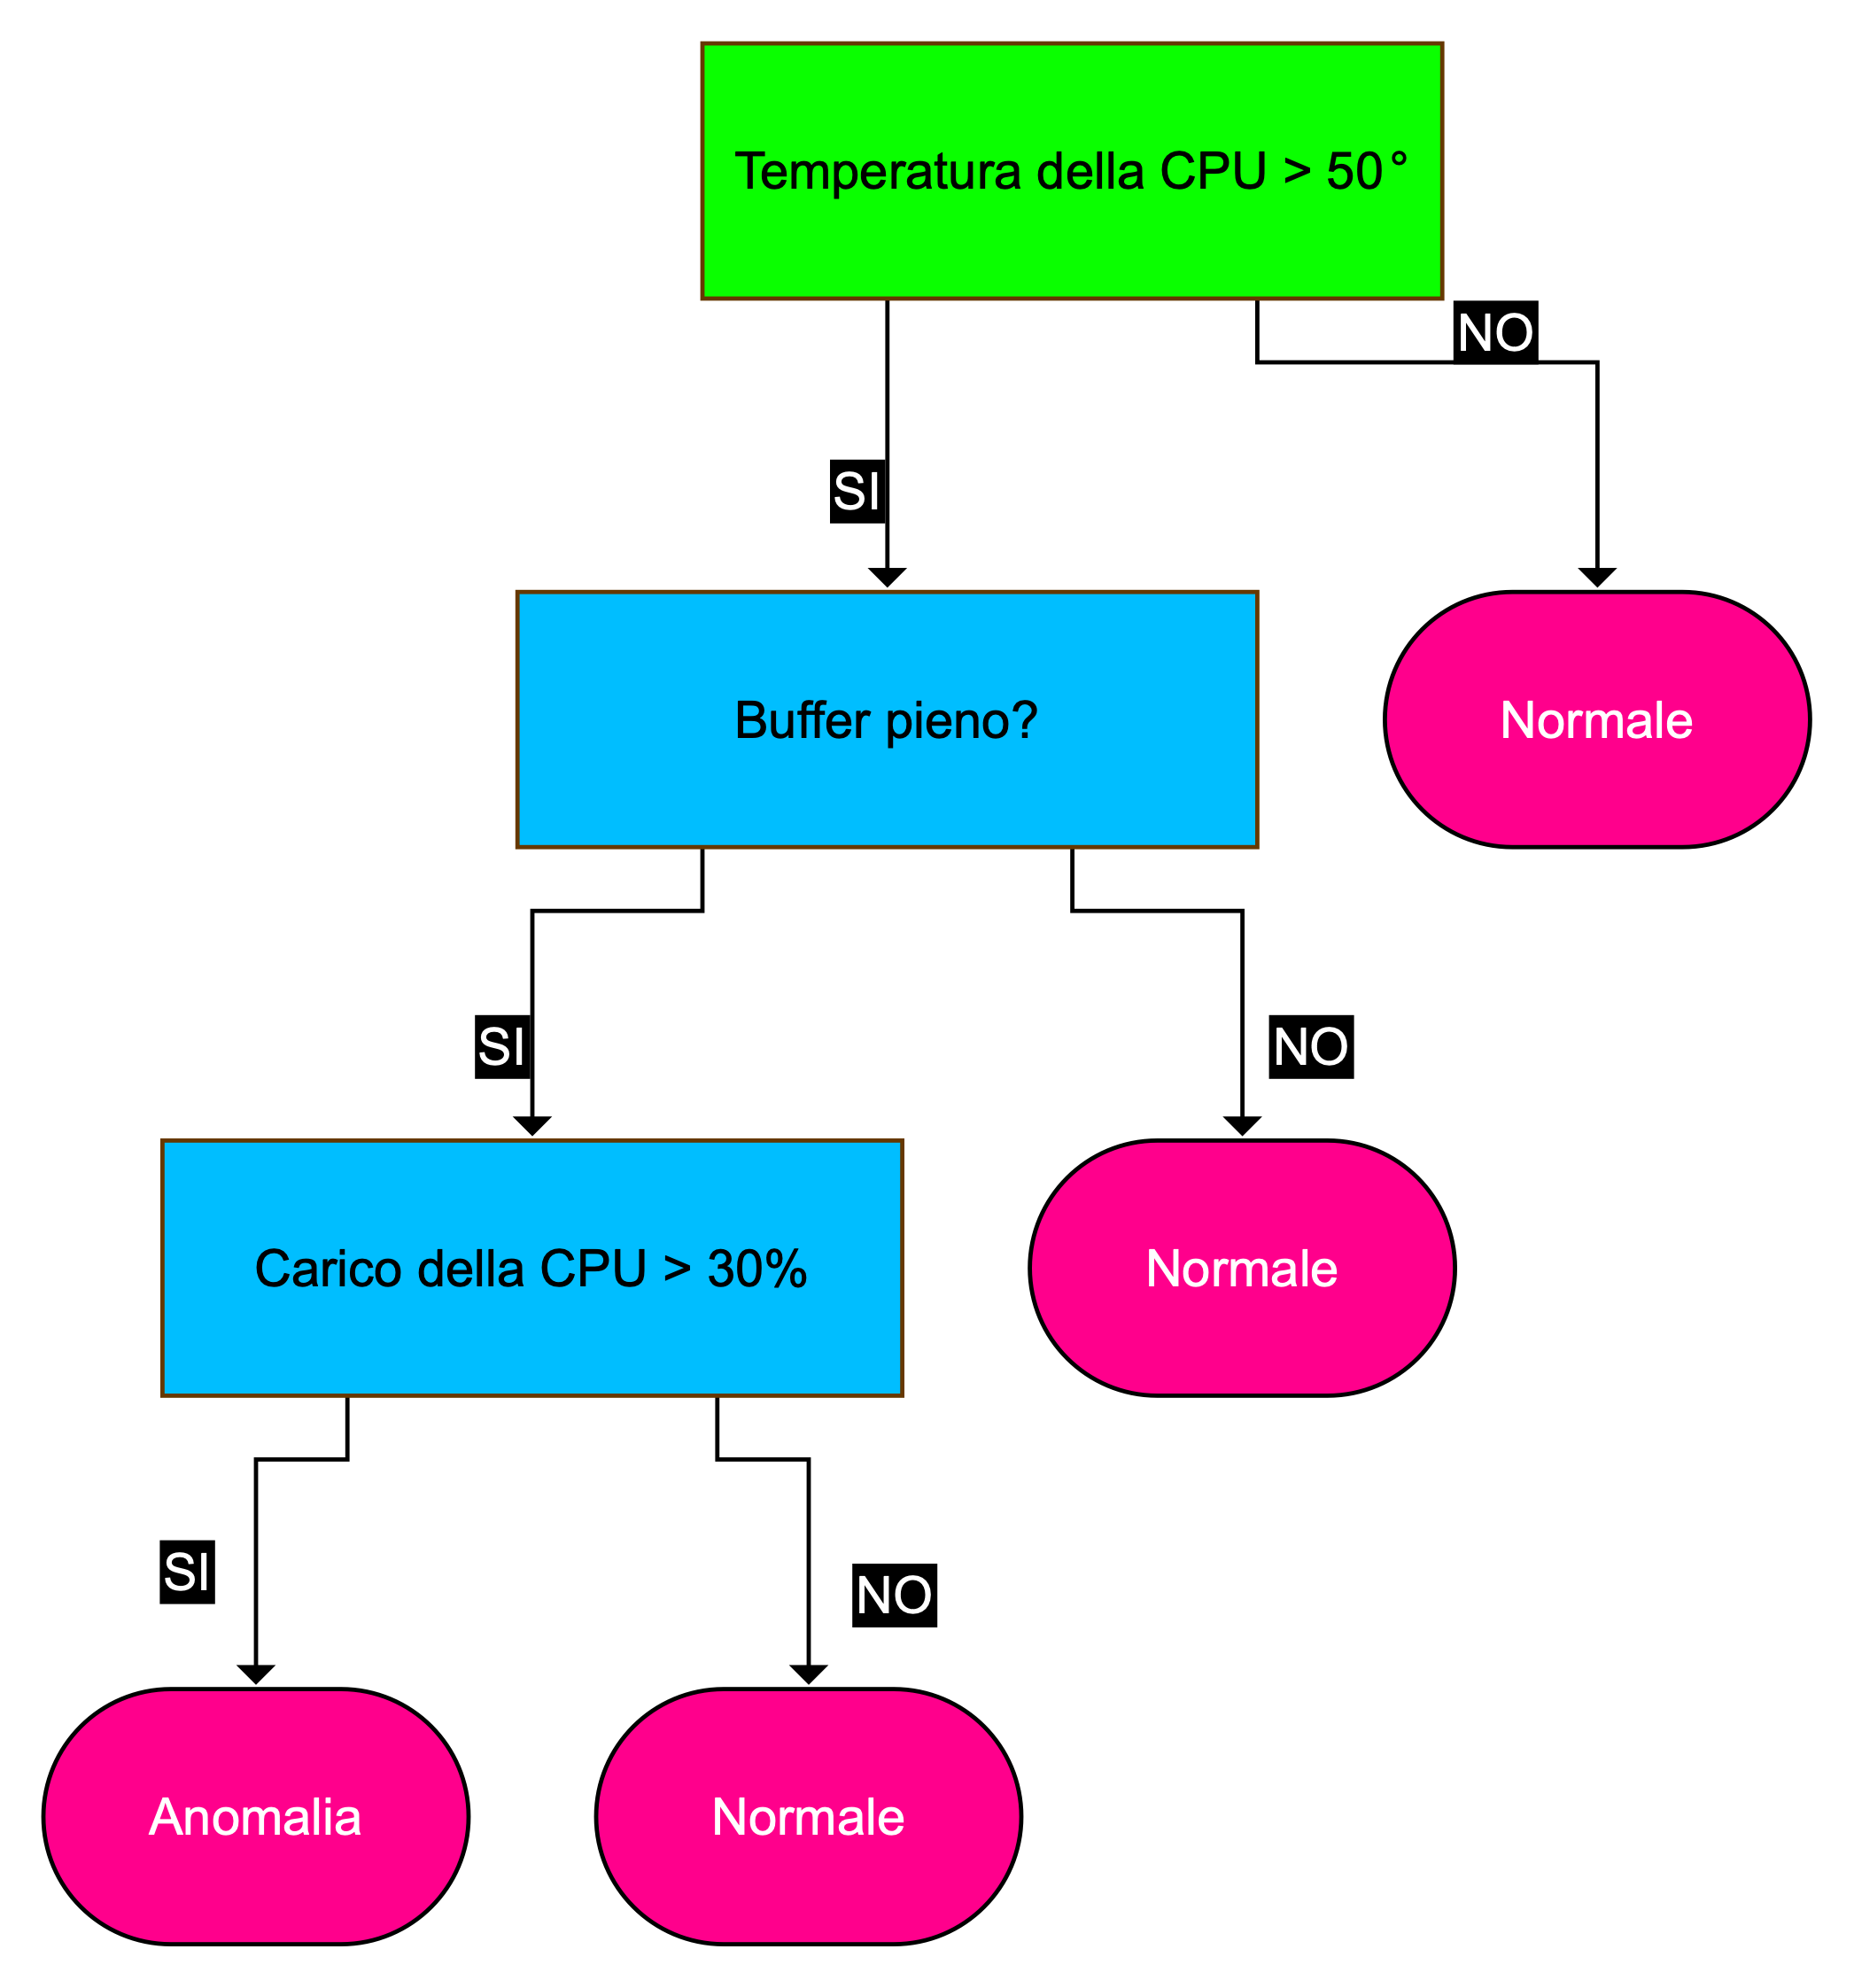 Temperatura della CPU > 50°
NO
SI
Buffer pieno?
Normale
SI
NO
Carico della CPU > 30%
Normale
SI
NO
Anomalia
Normale